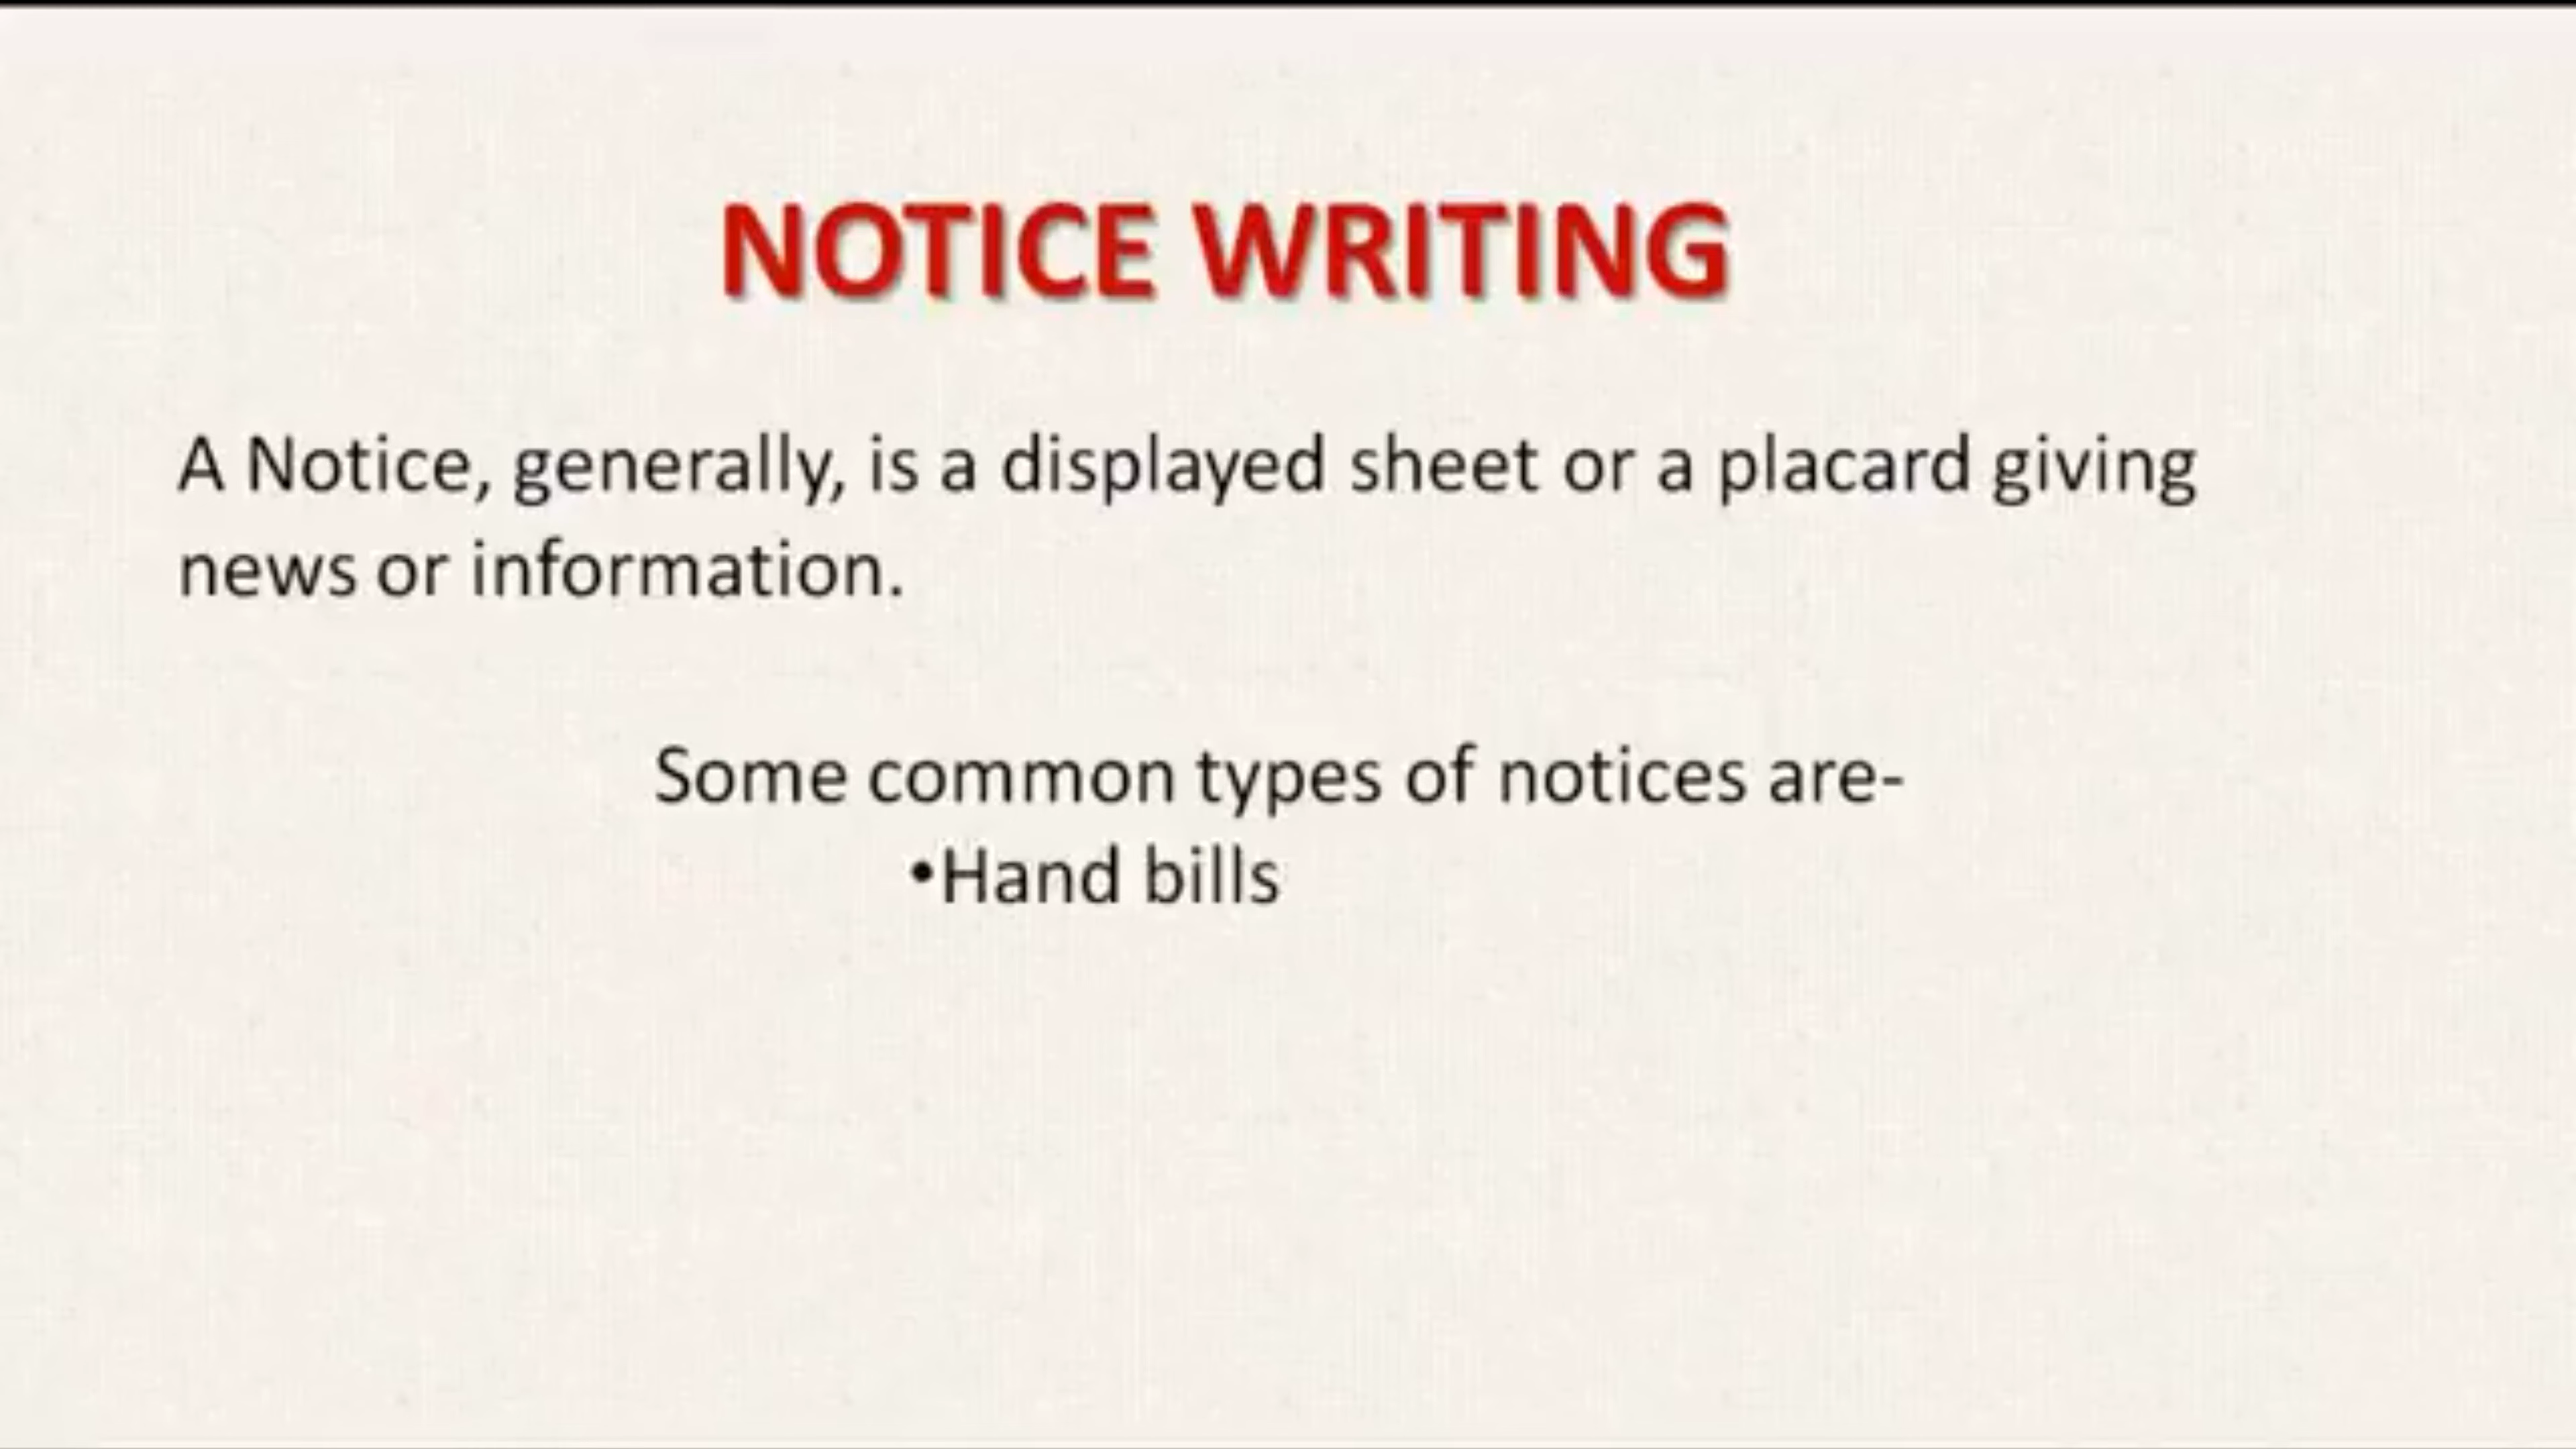 NOTICE WRITING
A Notice, generally, is a displayed sheet or a placard giving
news or information.
Some common types of notices are-
•Hand bills